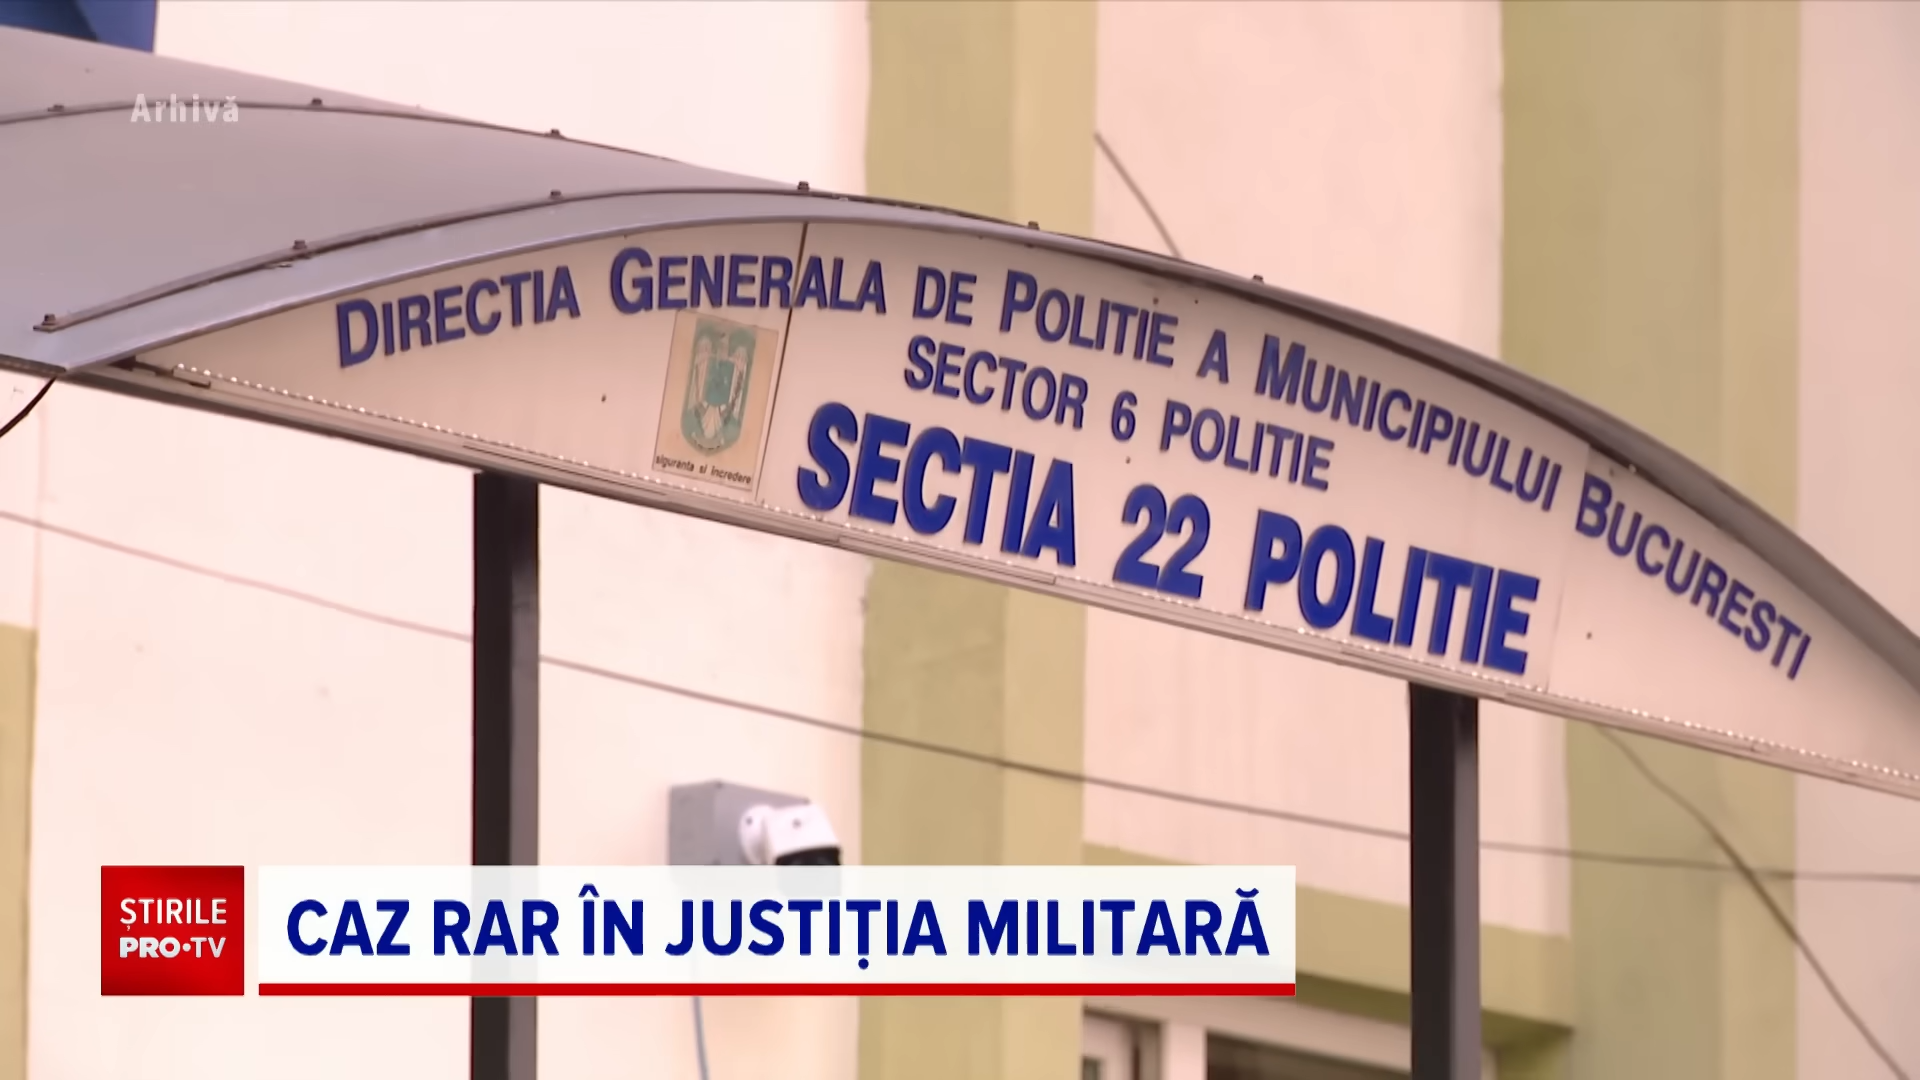 Arhivă
DIRECTIA GENERALA DE POLITIE A MUNICIPIULUI BUCURESTI
SECTOR 6 POLITIE
siguranta si încredere
SECTIA 22 POLITIE
ȘTIRILE
PRO•TV
CAZ RAR ÎN JUSTIȚIA MILITARĂ